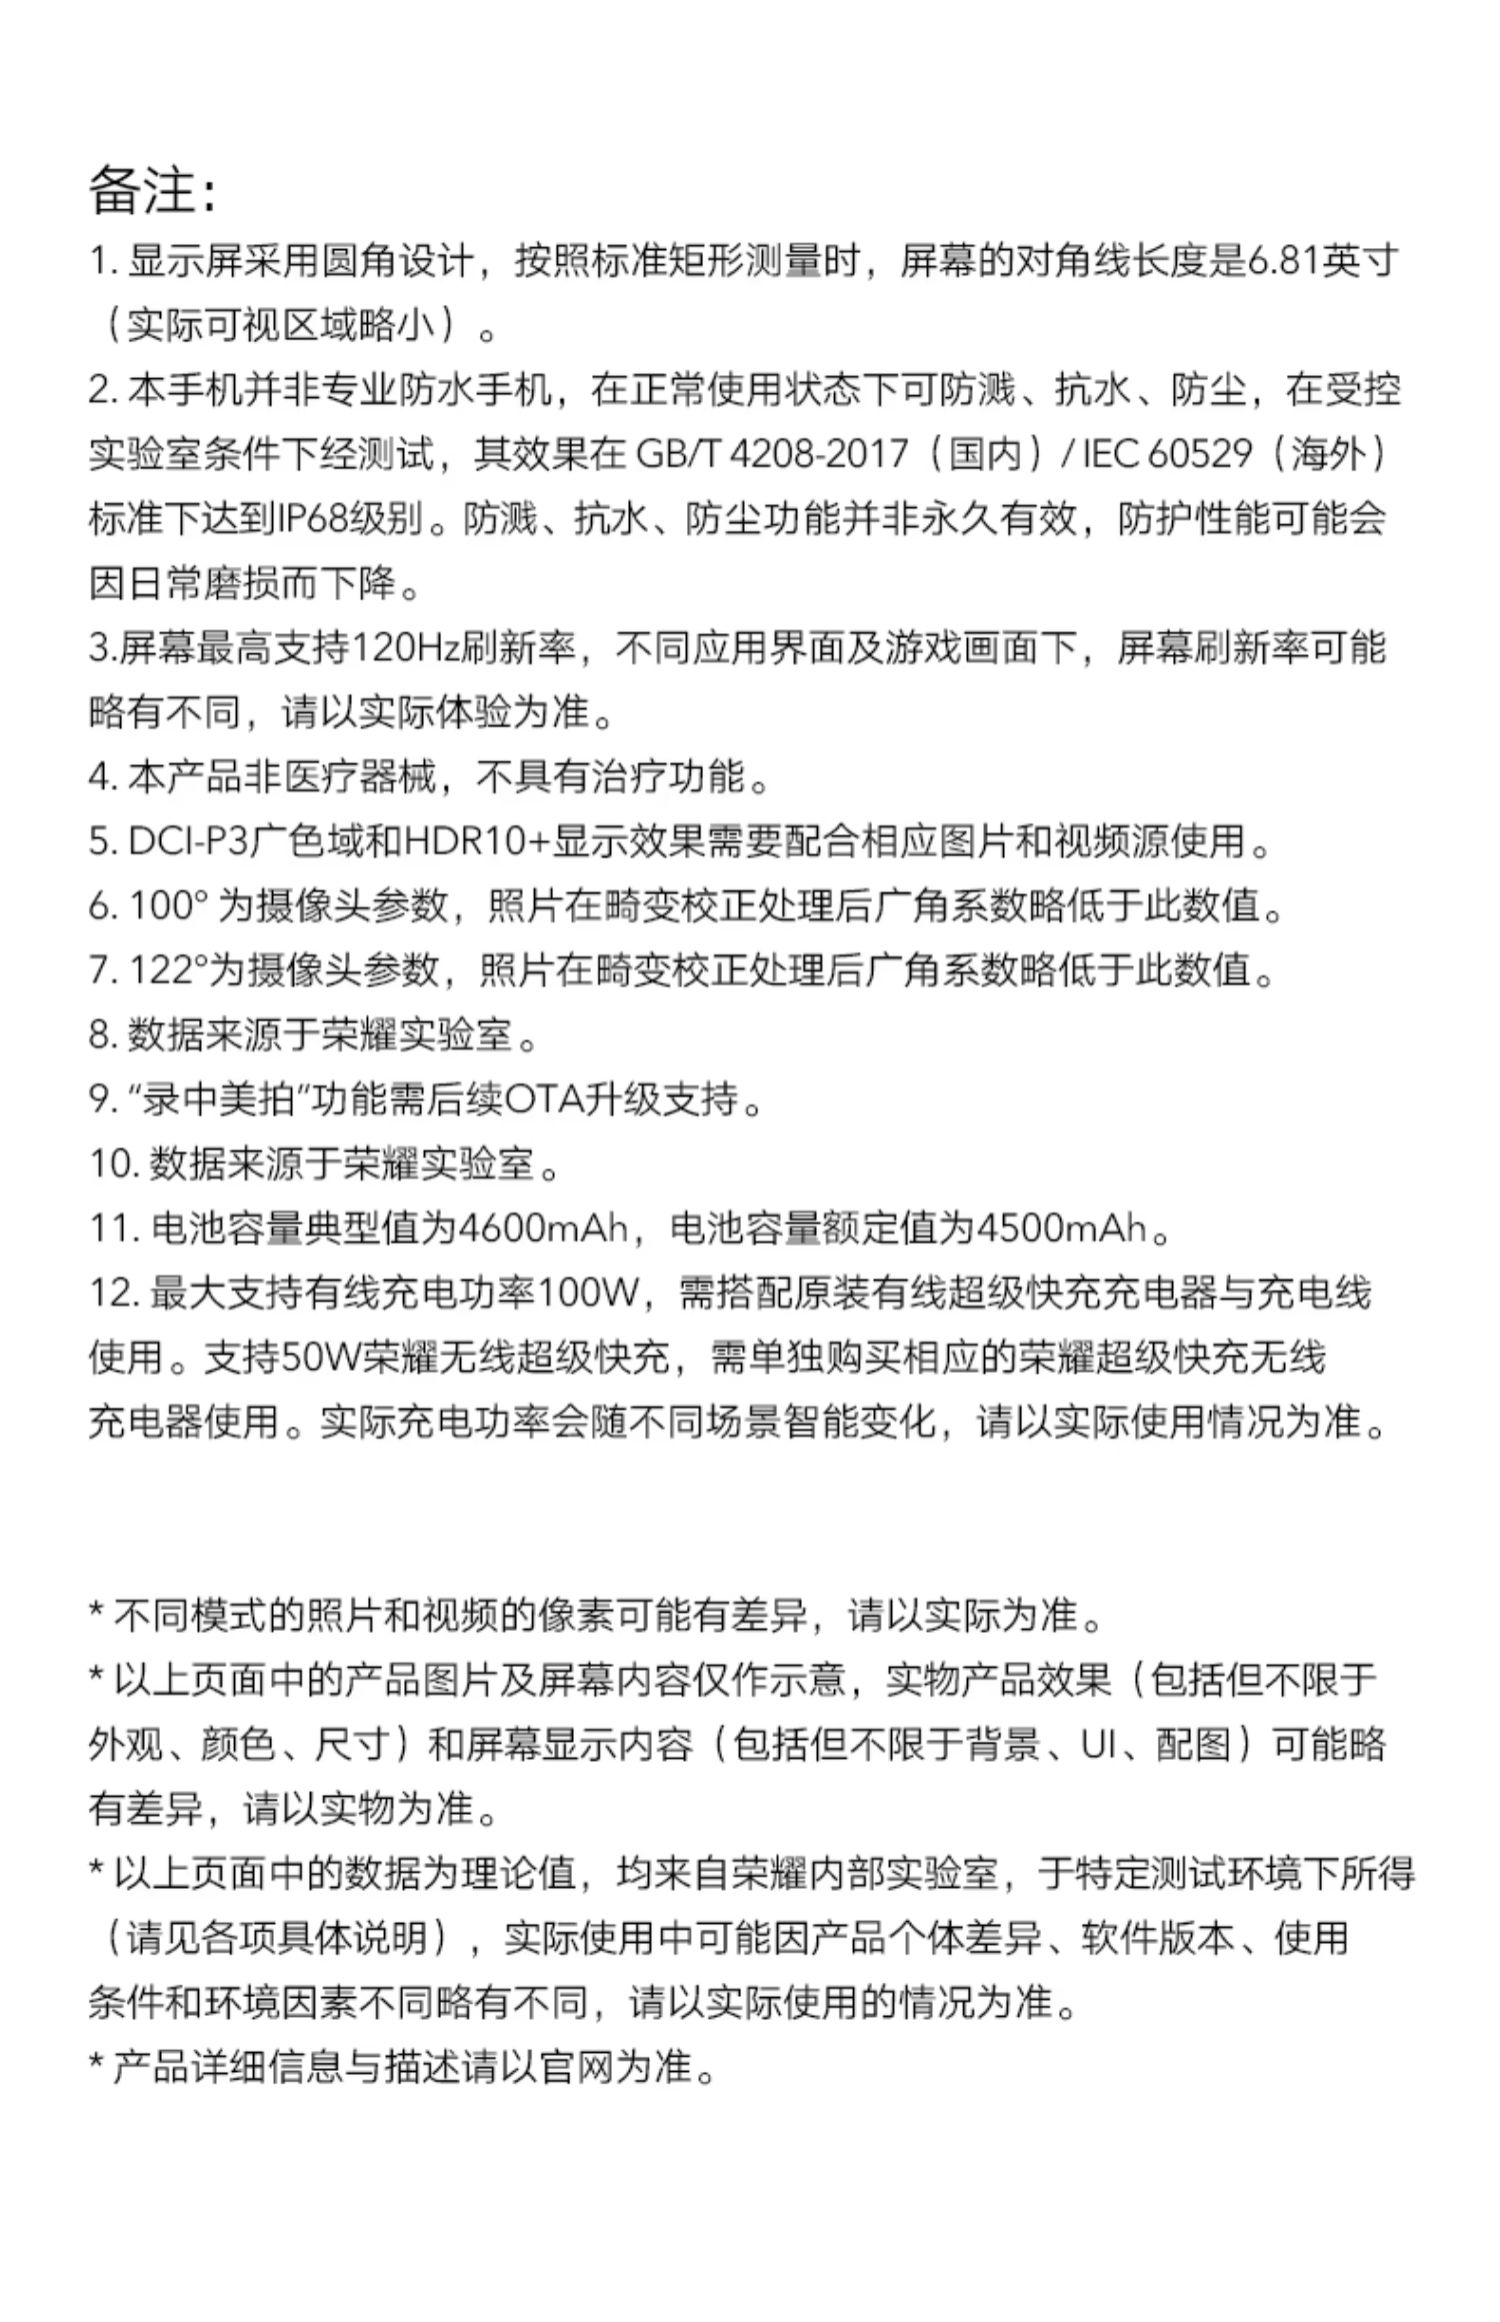 备注：
1. 显示屏采用圆角设计，按照标准矩形测量时，屏幕的对角线长度是6.81英寸
（实际可视区域略小）。
2. 本手机并非专业防水手机，在正常使用状态下可防溅、抗水、防尘，在受控
实验室条件下经测试，其效果在 GB/T 4208-2017（国内）/ IEC 60529（海外）
标准下达到IP68级别。防溅、抗水、防尘功能并非永久有效，防护性能可能会
因日常磨损而下降。
3.屏幕最高支持120Hz刷新率，不同应用界面及游戏画面下，屏幕刷新率可能
略有不同，请以实际体验为准。
4. 本产品非医疗器械，不具有治疗功能。
5. DCI-P3广色域和HDR10+显示效果需要配合相应图片和视频源使用。
6. 100° 为摄像头参数，照片在畸变校正处理后广角系数略低于此数值。
7. 122°为摄像头参数，照片在畸变校正处理后广角系数略低于此数值。
8. 数据来源于荣耀实验室。
9. “录中美拍”功能需后续OTA升级支持。
10. 数据来源于荣耀实验室。
11. 电池容量典型值为4600mAh，电池容量额定值为4500mAh。
12. 最大支持有线充电功率100W，需搭配原装有线超级快充充电器与充电线
使用。支持50W荣耀无线超级快充，需单独购买相应的荣耀超级快充无线
充电器使用。实际充电功率会随不同场景智能变化，请以实际使用情况为准。
* 不同模式的照片和视频的像素可能有差异，请以实际为准。
* 以上页面中的产品图片及屏幕内容仅作示意，实物产品效果（包括但不限于
外观、颜色、尺寸）和屏幕显示内容（包括但不限于背景、UI、配图）可能略
有差异，请以实物为准。
* 以上页面中的数据为理论值，均来自荣耀内部实验室，于特定测试环境下所得
（请见各项具体说明），实际使用中可能因产品个体差异、软件版本、使用
条件和环境因素不同略有不同，请以实际使用的情况为准。
* 产品详细信息与描述请以官网为准。